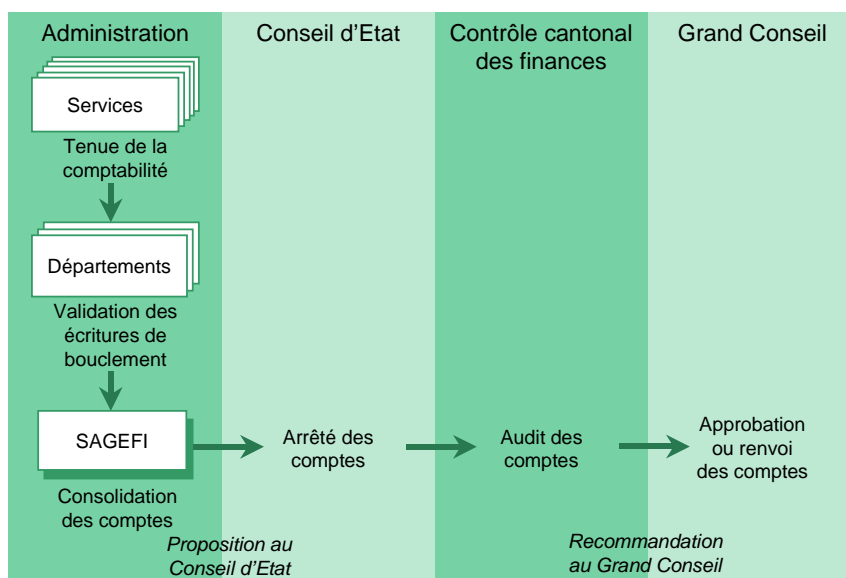 Administration
Conseil d'Etat
Contrôle cantonal
des finances
Grand Conseil
Services
Tenue de la
comptabilité
Départements
Validation des
écritures de
bouclement
SAGEFI
Consolidation
des comptes
Arrêté des
comptes
Audit des
comptes
Approbation
ou renvoi
des comptes
Proposition au
Conseil d'Etat
Recommandation
au Grand Conseil